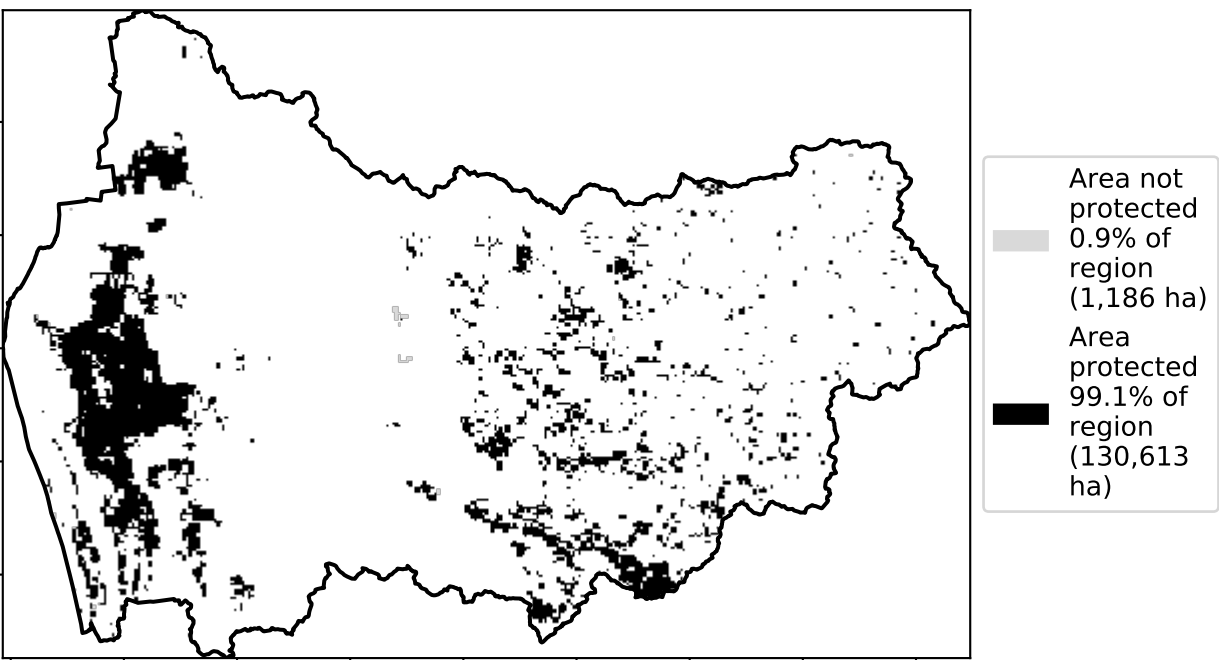 Area not
protected
0.9% of
region
(1,186 ha)
Area
protected
99.1% of
region
(130,613
ha)